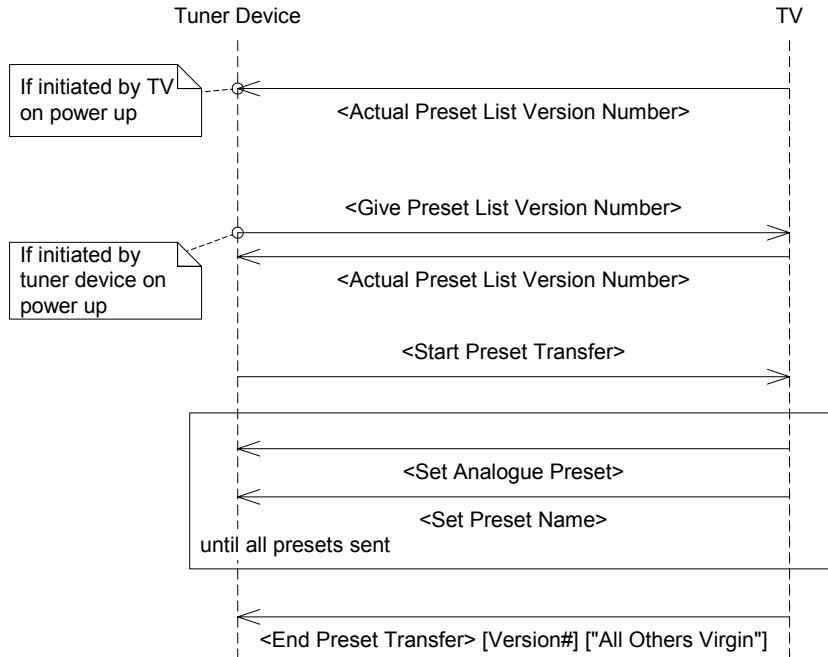 Tuner Device
TV
If initiated by TV
on power up
<Actual Preset List Version Number>
<Give Preset List Version Number>
If initiated by
tuner device on
power up
<Actual Preset List Version Number>
<Start Preset Transfer>
<Set Analogue Preset>
<Set Preset Name>
until all presets sent
<End Preset Transfer> [Version#] ["All Others Virgin"]